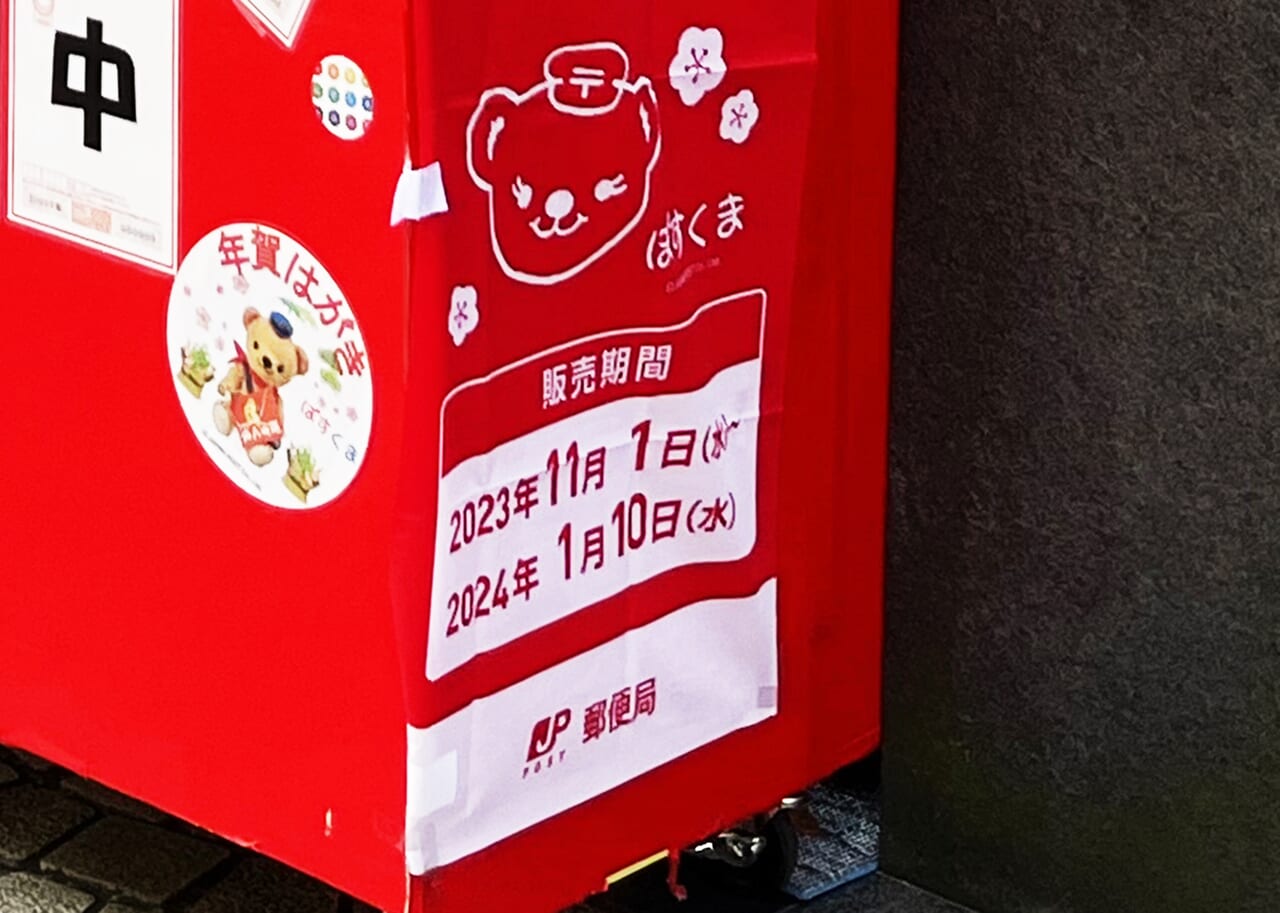 中
年賀はがき
ぽすくま
〒
ぽすくま
販売期間
2023年11月1日(水)~
2024年 1月10日(水)
JP
POST
郵便局